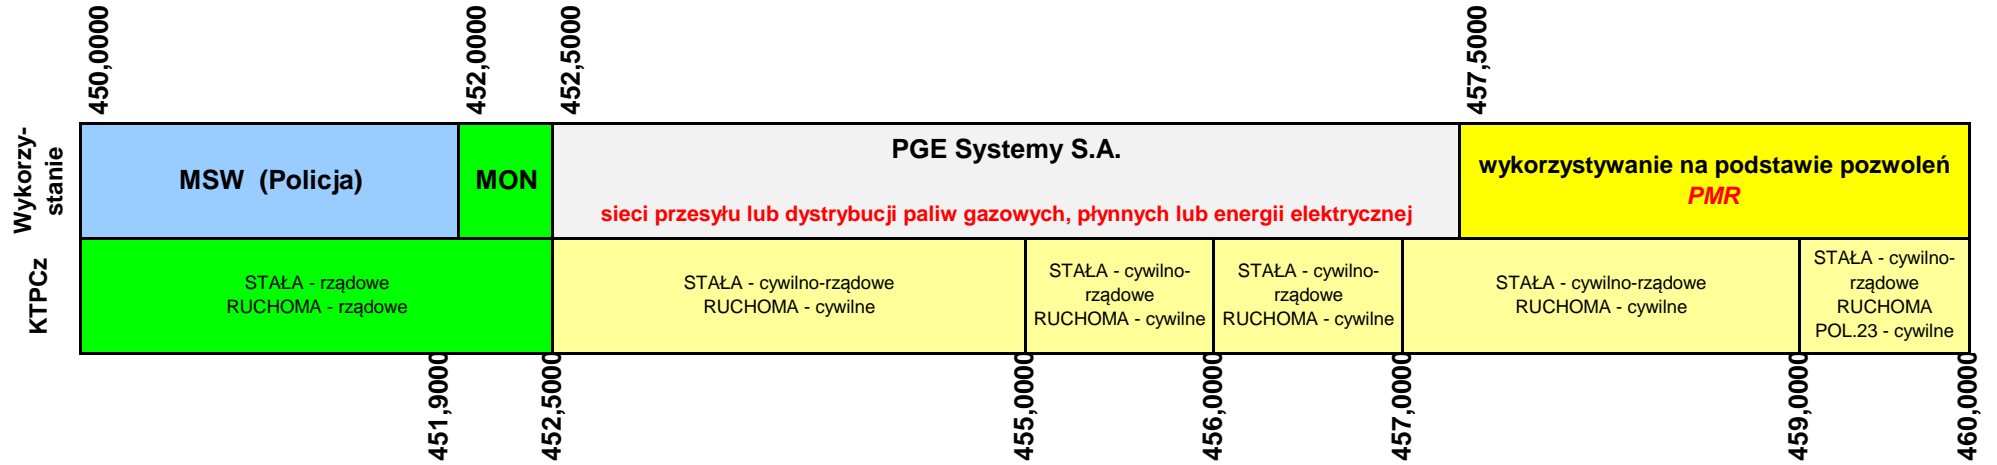 450,0000
452,0000
452,5000
457,5000
Wykorzy-
stanie
MSW (Policja)
MON
PGE Systemy S.A.
sieci przesyłu lub dystrybucji paliw gazowych, płynnych lub energii elektrycznej
wykorzystywanie na podstawie pozwoleń
PMR
KTPCz
STAŁA - rządowe
RUCHOMA - rządowe
STAŁA - cywilno-rządowe
RUCHOMA - cywilne
STAŁA - cywilno-
rządowe
RUCHOMA - cywilne
STAŁA - cywilno-
rządowe
RUCHOMA - cywilne
STAŁA - cywilno-rządowe
RUCHOMA - cywilne
STAŁA - cywilno-
rządowe
RUCHOMA
POL.23 - cywilne
451,9000
452,5000
455,0000
456,0000
457,0000
459,0000
460,0000